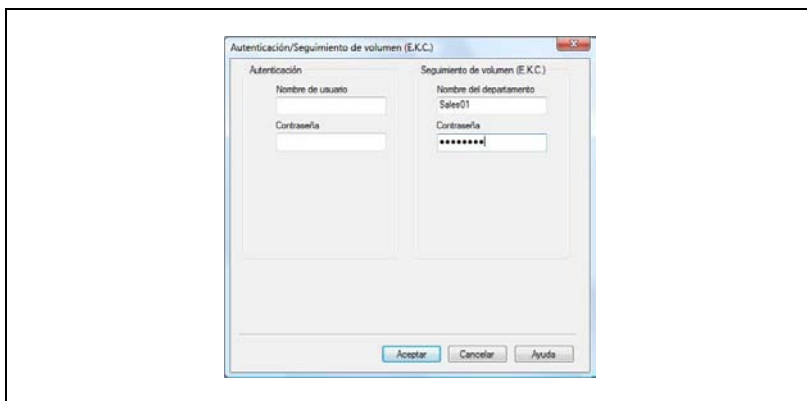 Autenticación/Seguimiento de volumen (E.K.C.)
Autenticación
Nombre de usuario
Contraseña
Seguimiento de volumen (E.K.C.)
Nombre del departamento
Sales01
Contraseña
••••••••
Aceptar
Cancelar
Ayuda